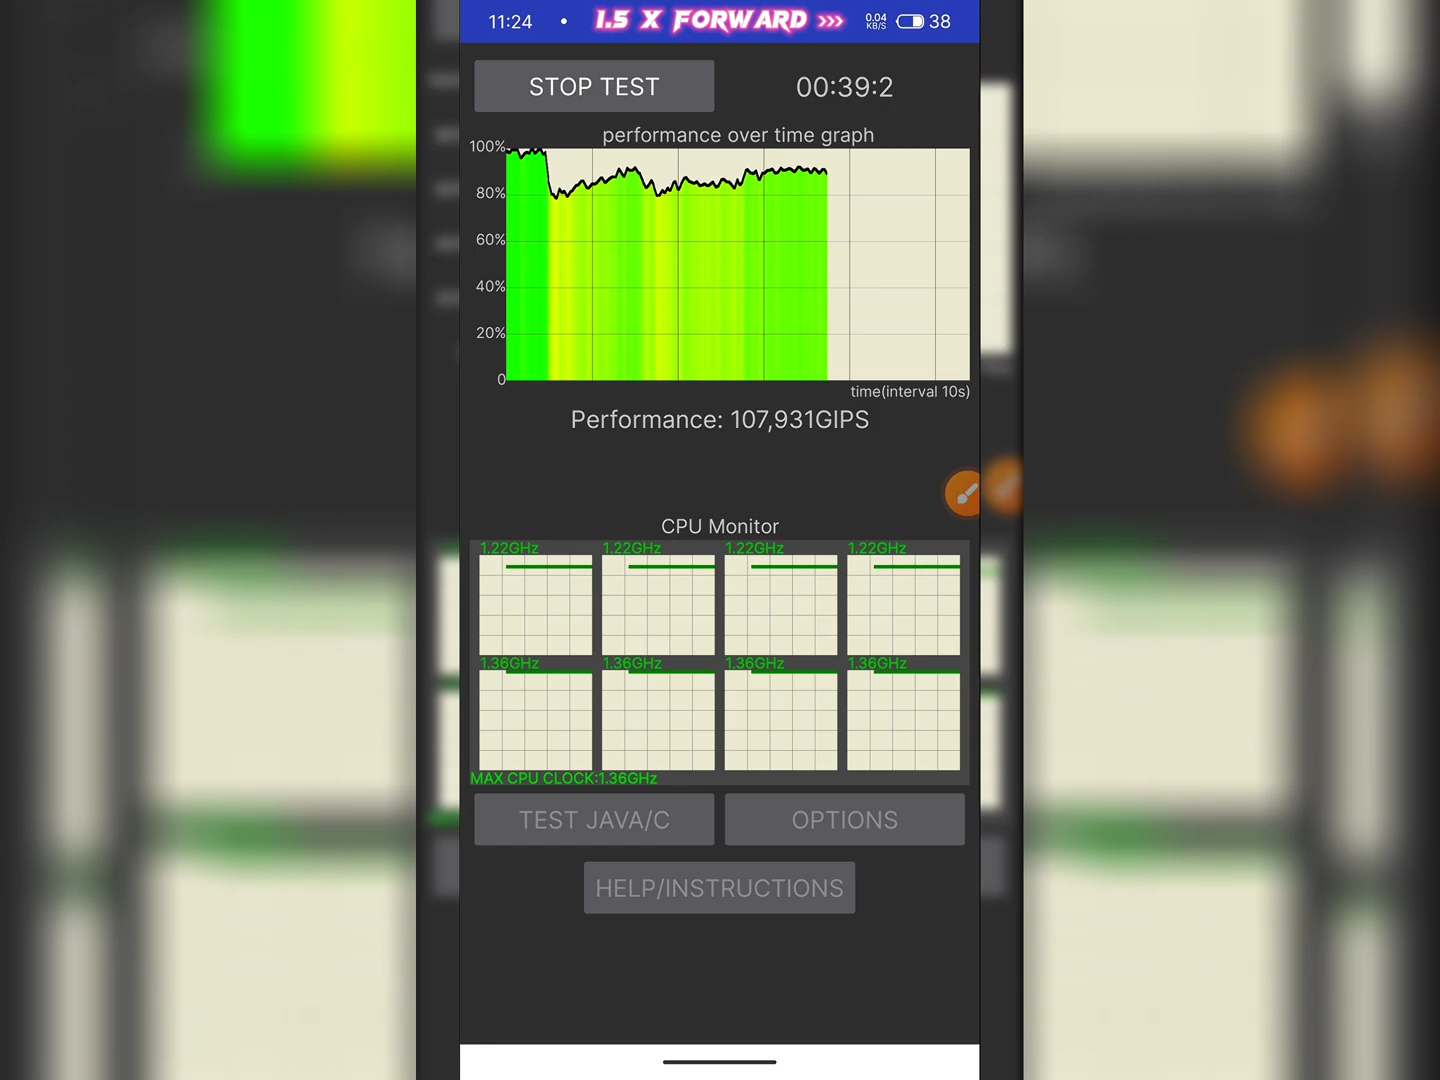 11:24 • 1.5 X FORWARD >>> 0.04 KB/S 38
STOP TEST 00:39:2
performance over time graph
100%
80%
60%
40%
20%
0
time(interval 10s)
Performance: 107,931GIPS
CPU Monitor
1.22GHz 1.22GHz 1.22GHz 1.22GHz
1.36GHz 1.36GHz 1.36GHz 1.36GHz
MAX CPU CLOCK:1.36GHz
TEST JAVA/C OPTIONS
HELP/INSTRUCTIONS